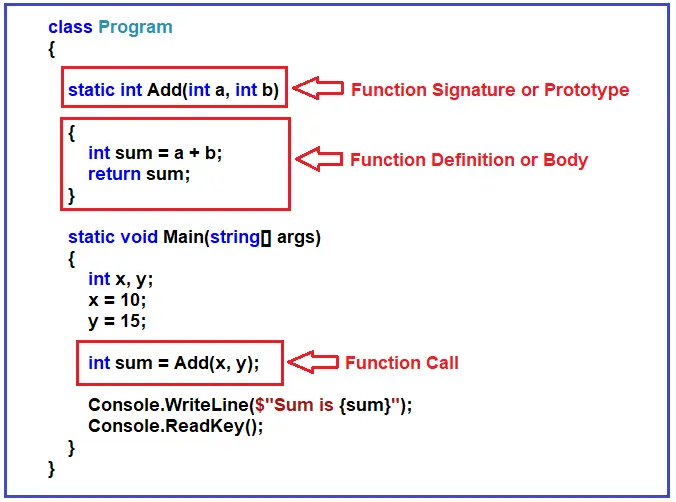 class Program
{
static int Add(int a, int b)
Function Signature or Prototype
{
int sum = a + b;
return sum;
}
Function Definition or Body
static void Main(string[] args)
{
int x, y;
x = 10;
y = 15;
int sum = Add(x, y);
Function Call
Console.WriteLine($"Sum is {sum}");
Console.ReadKey();
}
}